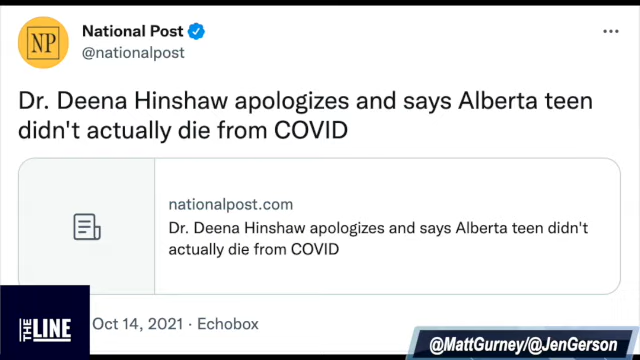 NP
National Post
@nationalpost
Dr. Deena Hinshaw apologizes and says Alberta teen
didn't actually die from COVID
nationalpost.com
Dr. Deena Hinshaw apologizes and says Alberta teen didn't
actually die from COVID
THE LINE
Oct 14, 2021 · Echobox
@MattGurney/@JenGerson